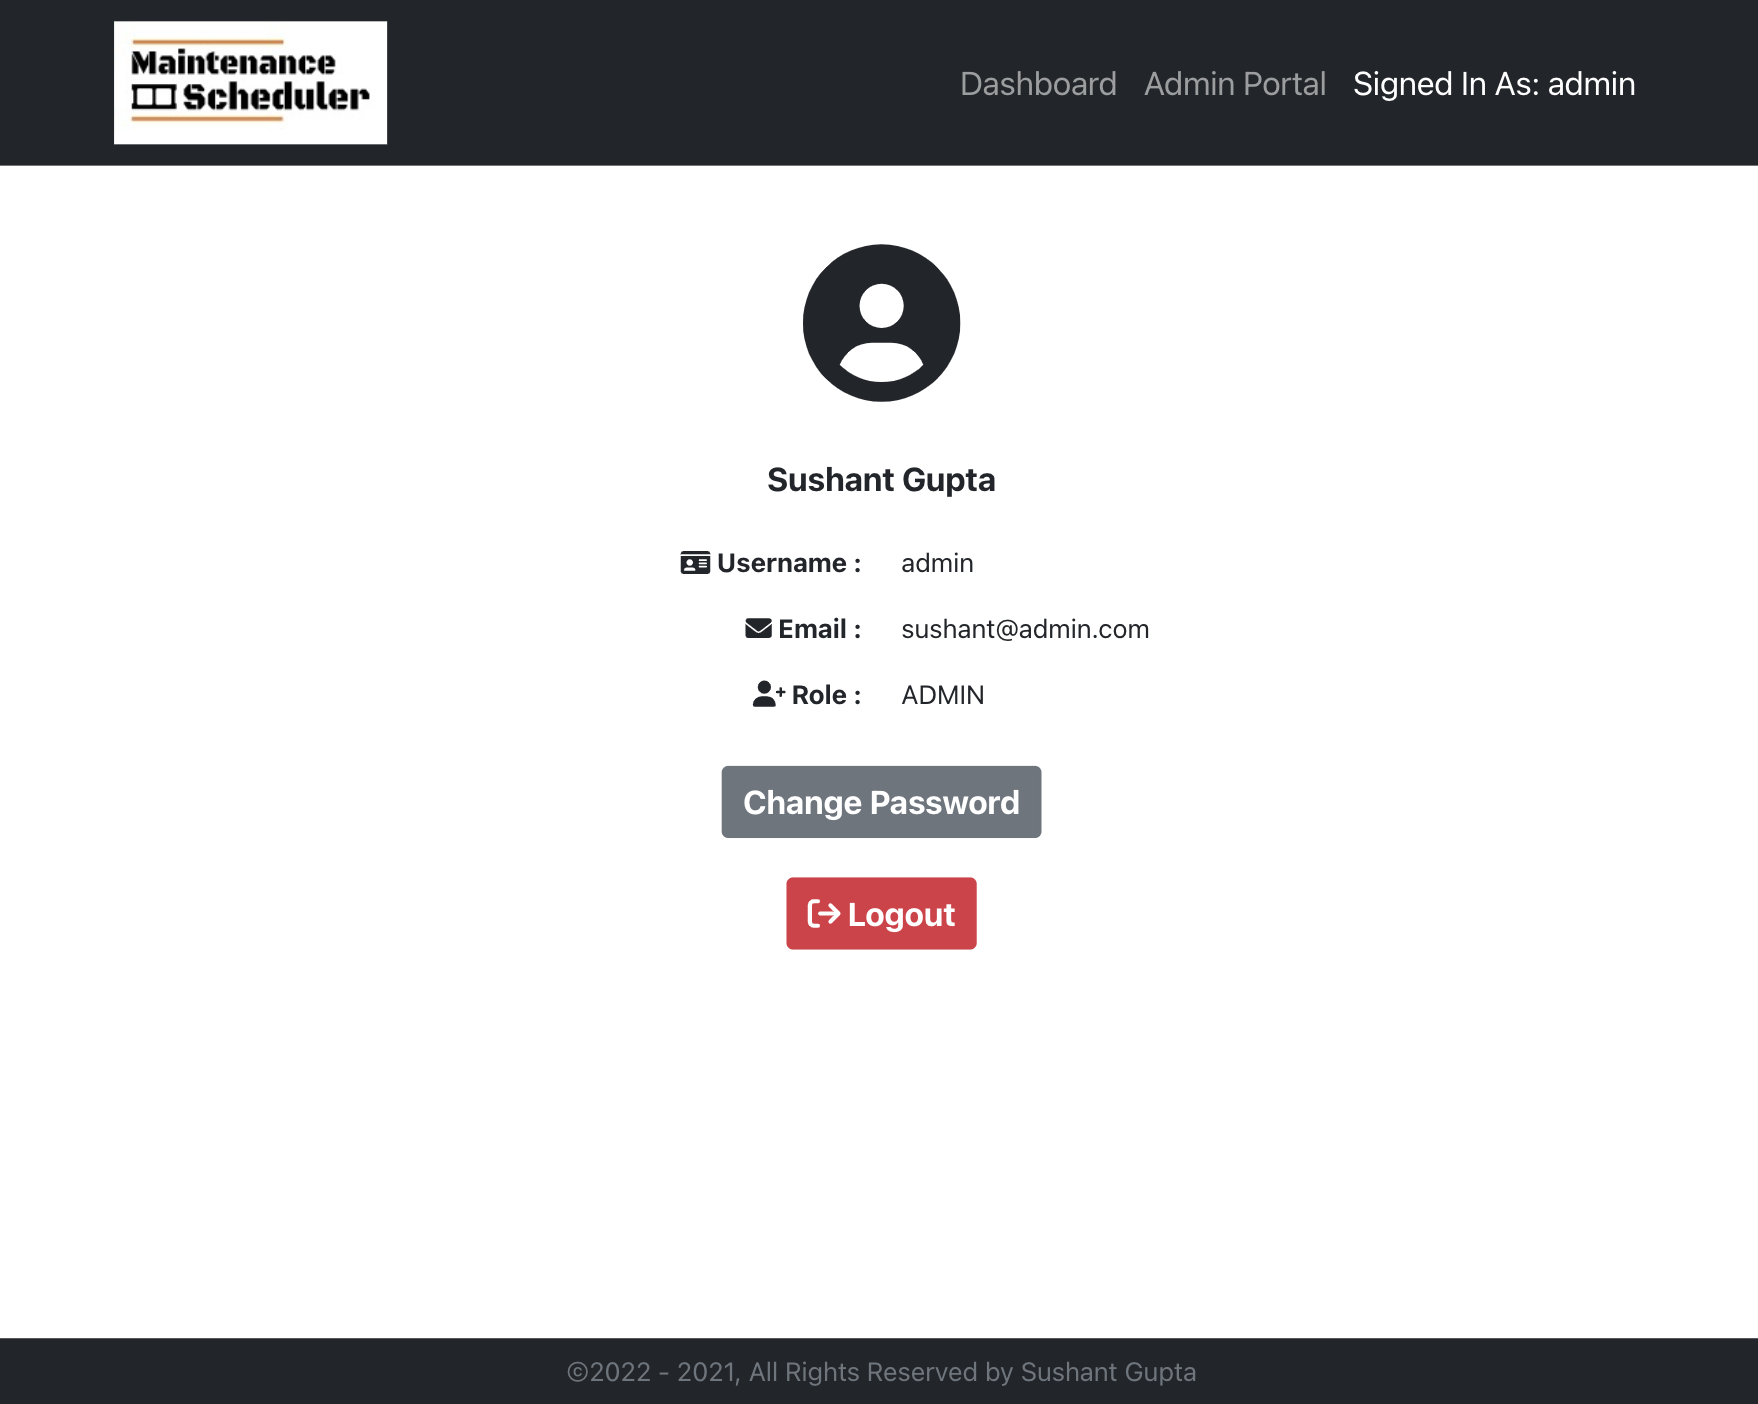 Maintenance
Scheduler
Dashboard Admin Portal Signed In As: admin
Sushant Gupta
Username : admin
Email : sushant@admin.com
Role : ADMIN
Change Password
Logout
©2022 - 2021, All Rights Reserved by Sushant Gupta